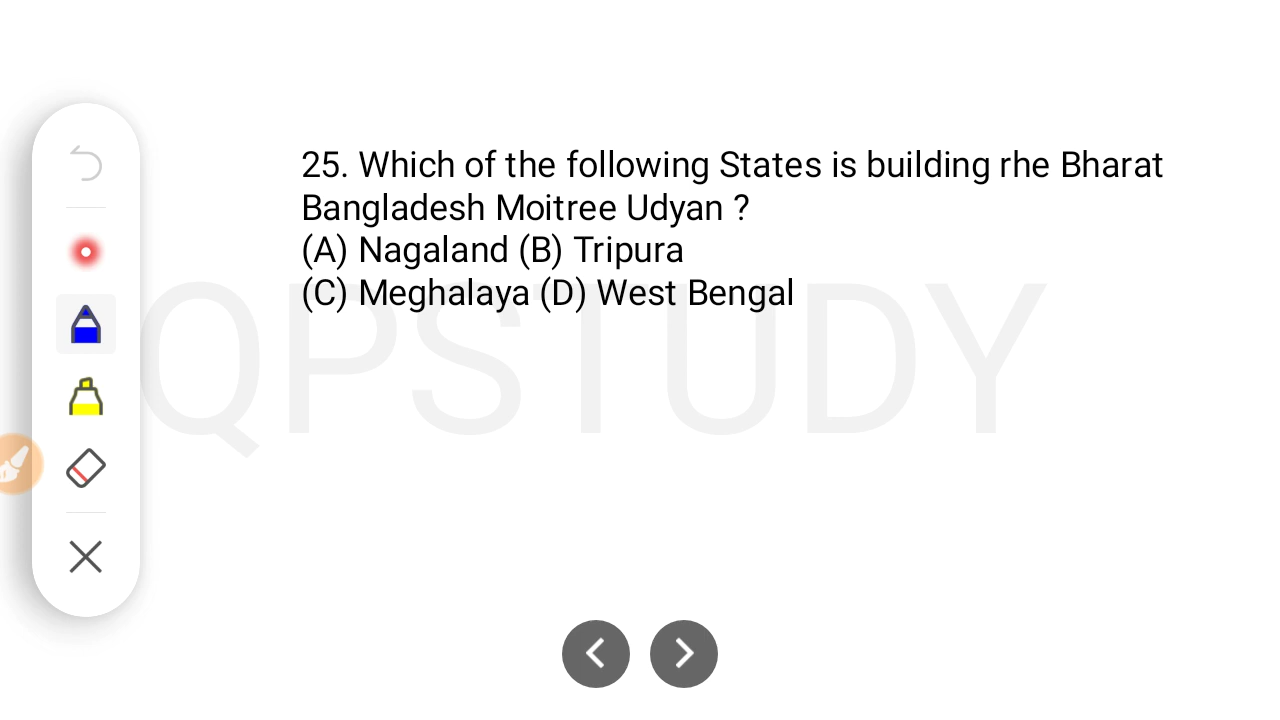 25. Which of the following States is building rhe Bharat
Bangladesh Moitree Udyan ?
(A) Nagaland (B) Tripura
(C) Meghalaya (D) West Bengal
QPSTUDY